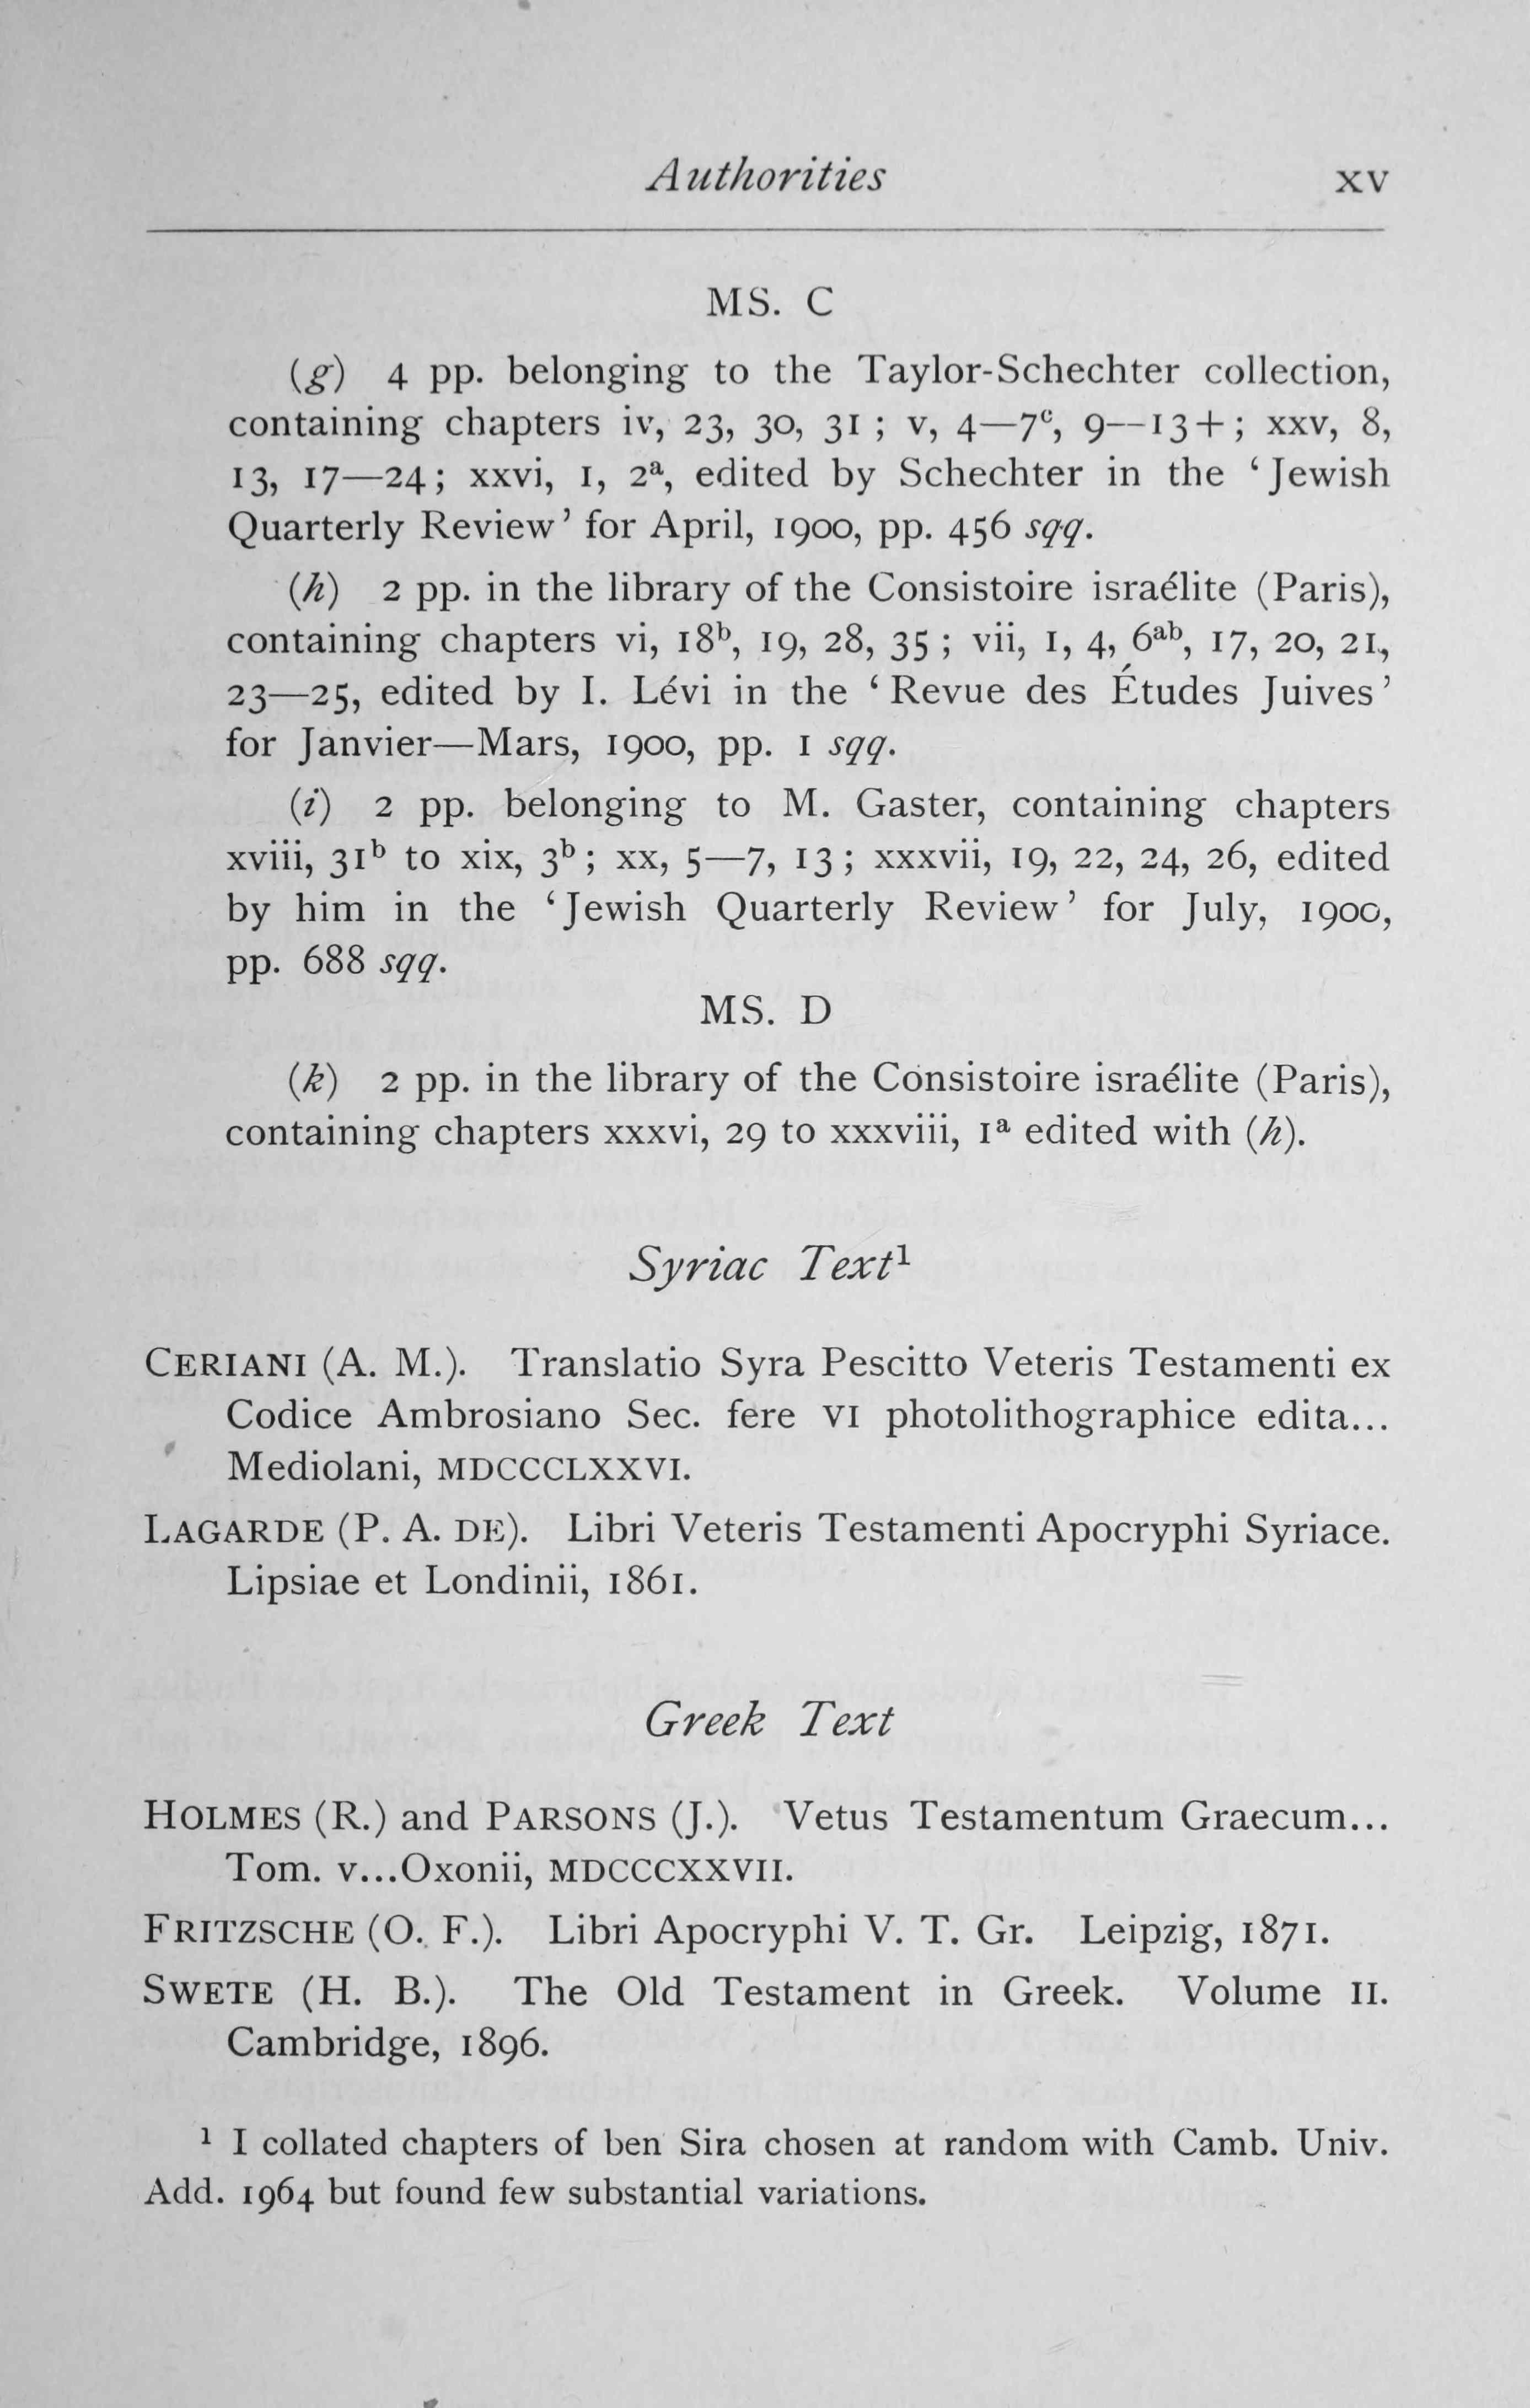 Authorities xv
MS. C
(g) 4 pp. belonging to the Taylor-Schechter collection,
containing chapters iv, 23, 30, 31 ; v, 4—7ᶜ, 9—13+ ; xxv, 8,
13, 17—24; xxvi, 1, 2ᵃ, edited by Schechter in the ‘Jewish
Quarterly Review’ for April, 1900, pp. 456 sqq.
(h) 2 pp. in the library of the Consistoire israélite (Paris),
containing chapters vi, 18ᵇ, 19, 28, 35 ; vii, 1, 4, 6ᵃᵇ, 17, 20, 21,
23—25, edited by I. Lévi in the ‘Revue des Études Juives’
for Janvier—Mars, 1900, pp. 1 sqq.
(i) 2 pp. belonging to M. Gaster, containing chapters
xviii, 31ᵇ to xix, 3ᵇ ; xx, 5—7, 13 ; xxxvii, 19, 22, 24, 26, edited
by him in the ‘Jewish Quarterly Review’ for July, 1900,
pp. 688 sqq.
MS. D
(k) 2 pp. in the library of the Consistoire israélite (Paris),
containing chapters xxxvi, 29 to xxxviii, 1ᵃ edited with (h).
Syriac Text¹
CERIANI (A. M.). Translatio Syra Pescitto Veteris Testamenti ex
Codice Ambrosiano Sec. fere VI photolithographice edita...
Mediolani, MDCCCLXXVI.
LAGARDE (P. A. DE). Libri Veteris Testamenti Apocryphi Syriace.
Lipsiae et Londinii, 1861.
Greek Text
HOLMES (R.) and PARSONS (J.). Vetus Testamentum Graecum...
Tom. v...Oxonii, MDCCCXXVII.
FRITZSCHE (O. F.). Libri Apocryphi V. T. Gr. Leipzig, 1871.
SWETE (H. B.). The Old Testament in Greek. Volume II.
Cambridge, 1896.
¹ I collated chapters of ben Sira chosen at random with Camb. Univ.
Add. 1964 but found few substantial variations.